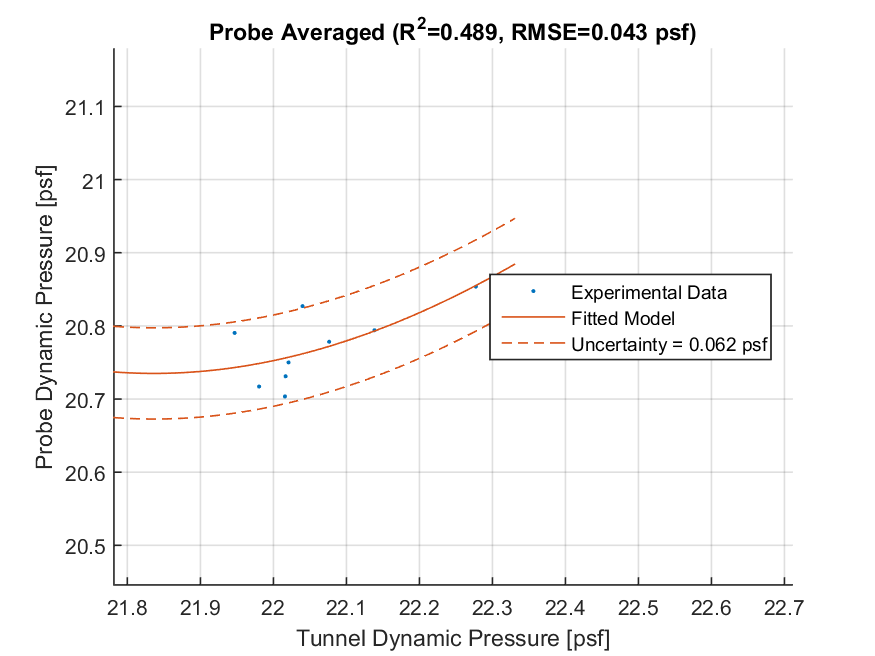 Probe Averaged (R²=0.489, RMSE=0.043 psf)
Probe Dynamic Pressure [psf]
21.1
21
20.9
20.8
20.7
20.6
20.5
Experimental Data
Fitted Model
Uncertainty = 0.062 psf
21.8 21.9 22 22.1 22.2 22.3 22.4 22.5 22.6 22.7
Tunnel Dynamic Pressure [psf]